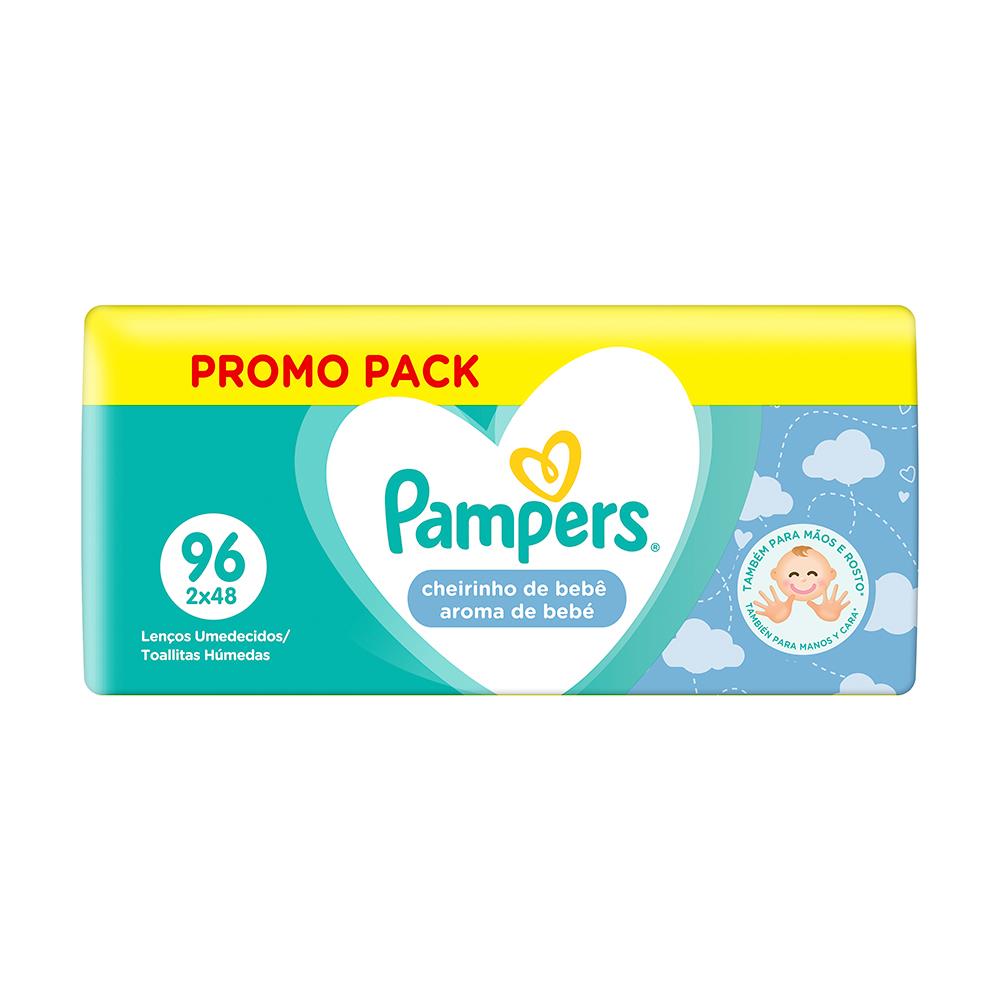 PROMO PACK
Pampers®
cheirinho de bebê
aroma de bebé
96
2x48
Lenços Umedecidos/
Toallitas Húmedas
TAMBÉM PARA MÃOS E ROSTO*
TAMBIÉN PARA MANOS Y CARA*